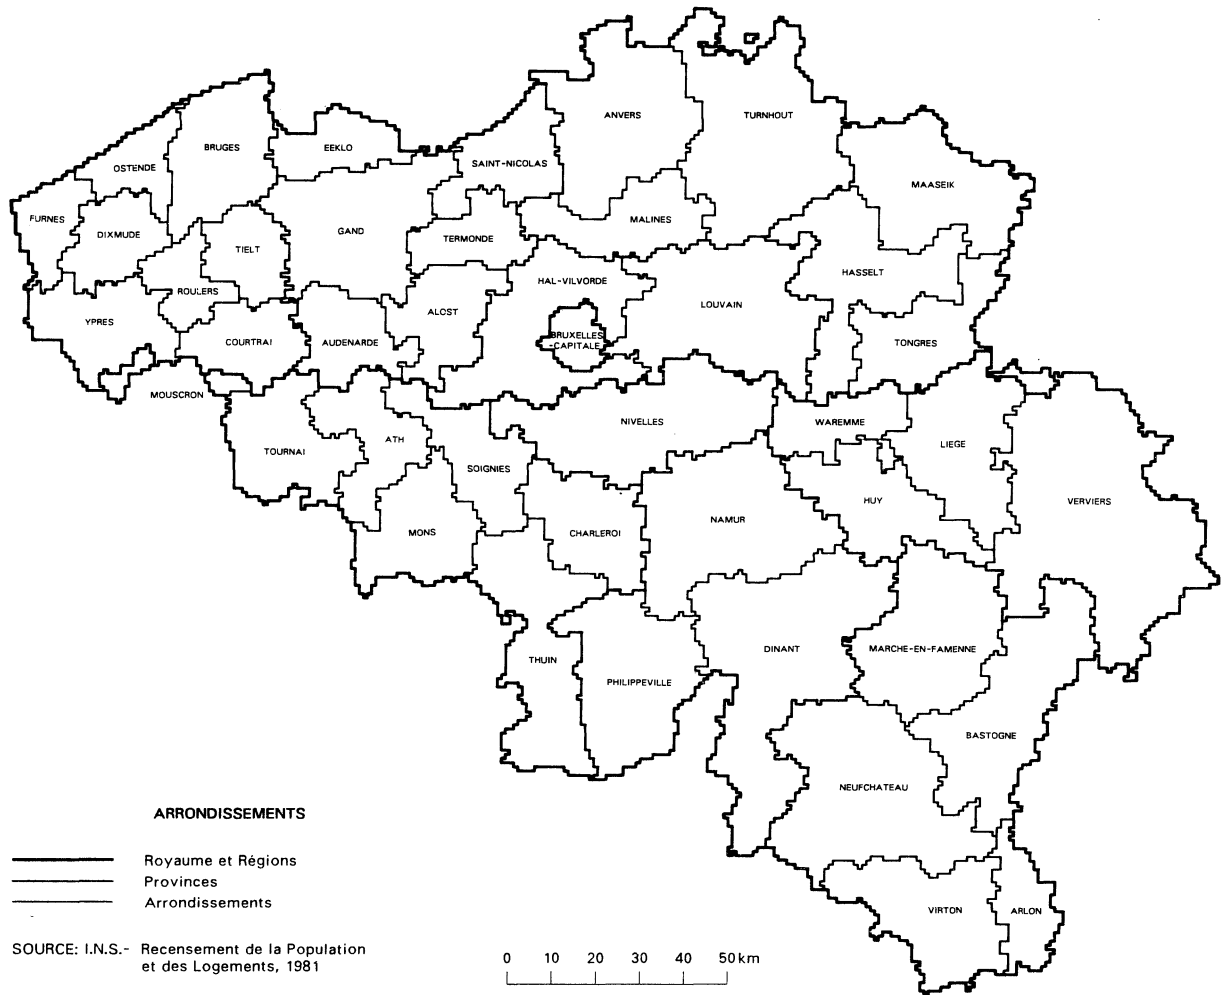 ANVERS
TURNHOUT
BRUGES
EEKLO
OSTENDE
SAINT-NICOLAS
MAASEIK
FURNES
DIXMUDE
TIELT
GAND
TERMONDE
MALINES
HASSELT
HAL-VILVORDE
ROULERS
LOUVAIN
YPRES
COURTRAI
AUDENARDE
ALOST
BRUXELLES
-CAPITALE
TONGRES
MOUSCRON
NIVELLES
WAREMME
TOURNAI
ATH
SOIGNIES
LIEGE
HUY
VERVIERS
MONS
CHARLEROI
NAMUR
THUIN
PHILIPPEVILLE
DINANT
MARCHE-EN-FAMENNE
BASTOGNE
NEUFCHATEAU
VIRTON
ARLON
ARRONDISSEMENTS
Royaume et Régions
Provinces
Arrondissements
SOURCE: I.N.S.- Recensement de la Population
et des Logements, 1981
0 10 20 30 40 50km